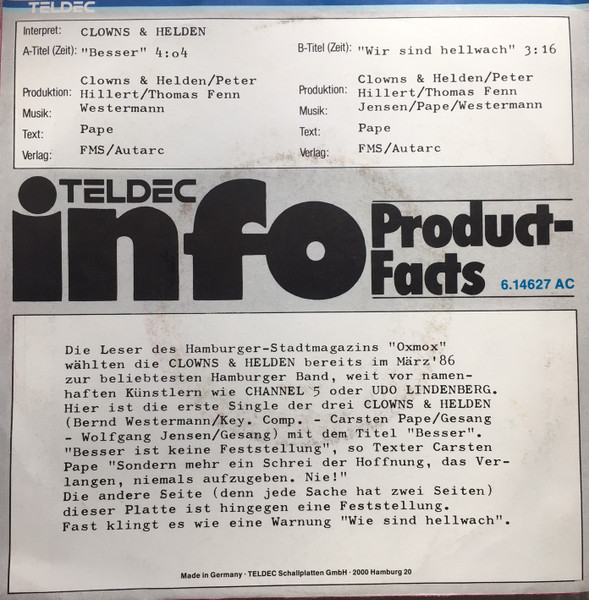 TELDEC
Interpret: CLOWNS & HELDEN
A-Titel (Zeit): "Besser" 4:o4
Produktion: Clowns & Helden/Peter
Hillert/Thomas Fenn
Musik: Westermann
Text: Pape
Verlag: FMS/Autarc
B-Titel (Zeit): "Wir sind hellwach" 3:16
Produktion: Clowns & Helden/Peter
Hillert/Thomas Fenn
Musik: Jensen/Pape/Westermann
Text: Pape
Verlag: FMS/Autarc
TELDEC
info
Product-
Facts
6.14627 AC
Die Leser des Hamburger-Stadtmagazins "Oxmox"
wählten die CLOWNS & HELDEN bereits im März'86
zur beliebtesten Hamburger Band, weit vor namen-
haften Künstlern wie CHANNEL 5 oder UDO LINDENBERG.
Hier ist die erste Single der drei CLOWNS & HELDEN
(Bernd Westermann/Key. Comp. - Carsten Pape/Gesang
- Wolfgang Jensen/Gesang) mit dem Titel "Besser".
"Besser ist keine Feststellung", so Texter Carsten
Pape "Sondern mehr ein Schrei der Hoffnung, das Ver-
langen, niemals aufzugeben. Nie!"
Die andere Seite (denn jede Sache hat zwei Seiten)
dieser Platte ist hingegen eine Feststellung.
Fast klingt es wie eine Warnung "Wie sind hellwach".
Made in Germany · TELDEC Schallplatten GmbH · 2000 Hamburg 20